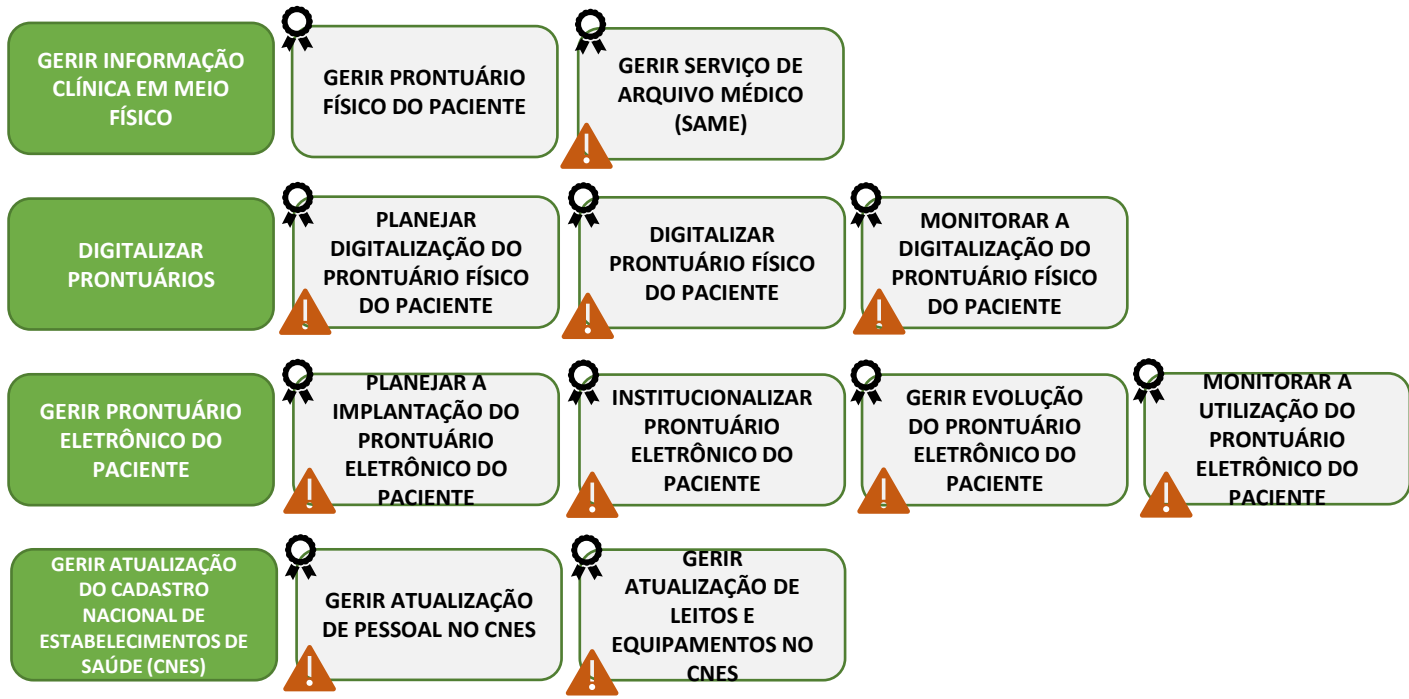 GERIR INFORMAÇÃO
CLÍNICA EM MEIO
FÍSICO
GERIR PRONTUÁRIO
FÍSICO DO PACIENTE
GERIR SERVIÇO DE
ARQUIVO MÉDICO
(SAME)
DIGITALIZAR
PRONTUÁRIOS
PLANEJAR
DIGITALIZAÇÃO DO
PRONTUÁRIO FÍSICO
DO PACIENTE
DIGITALIZAR
PRONTUÁRIO FÍSICO
DO PACIENTE
MONITORAR A
DIGITALIZAÇÃO DO
PRONTUÁRIO FÍSICO
DO PACIENTE
GERIR PRONTUÁRIO
ELETRÔNICO DO
PACIENTE
PLANEJAR A
IMPLANTAÇÃO DO
PRONTUÁRIO
ELETRÔNICO DO
PACIENTE
INSTITUCIONALIZAR
PRONTUÁRIO
ELETRÔNICO DO
PACIENTE
GERIR EVOLUÇÃO
DO PRONTUÁRIO
ELETRÔNICO DO
PACIENTE
MONITORAR A
UTILIZAÇÃO DO
PRONTUÁRIO
ELETRÔNICO DO
PACIENTE
GERIR ATUALIZAÇÃO
DO CADASTRO
NACIONAL DE
ESTABELECIMENTOS DE
SAÚDE (CNES)
GERIR ATUALIZAÇÃO
DE PESSOAL NO CNES
GERIR
ATUALIZAÇÃO DE
LEITOS E
EQUIPAMENTOS NO
CNES